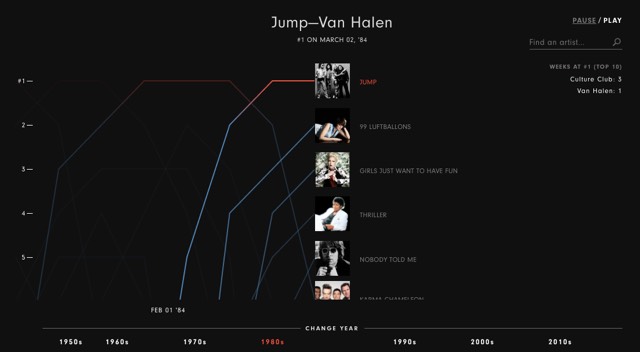 Jump—Van Halen
#1 ON MARCH 02, '84
PAUSE / PLAY
Find an artist...
WEEKS AT #1 (TOP 10)
Culture Club: 3
Van Halen: 1
#1
JUMP
2
99 LUFTBALLONS
3
GIRLS JUST WANT TO HAVE FUN
4
THRILLER
5
NOBODY TOLD ME
KARMA CHAMELEON
FEB 01 '84
CHANGE YEAR
1950s 1960s 1970s 1980s 1990s 2000s 2010s